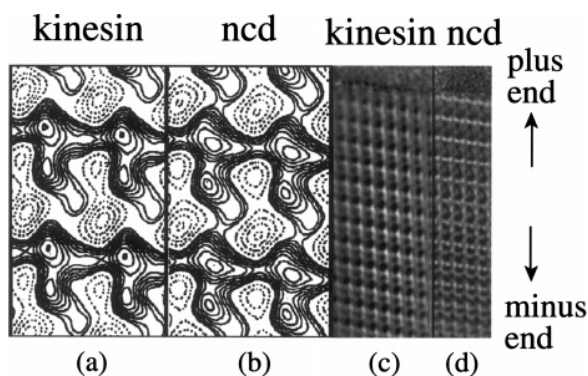 kinesin ncd kinesin ncd
plus
end
minus
end
(a) (b) (c) (d)